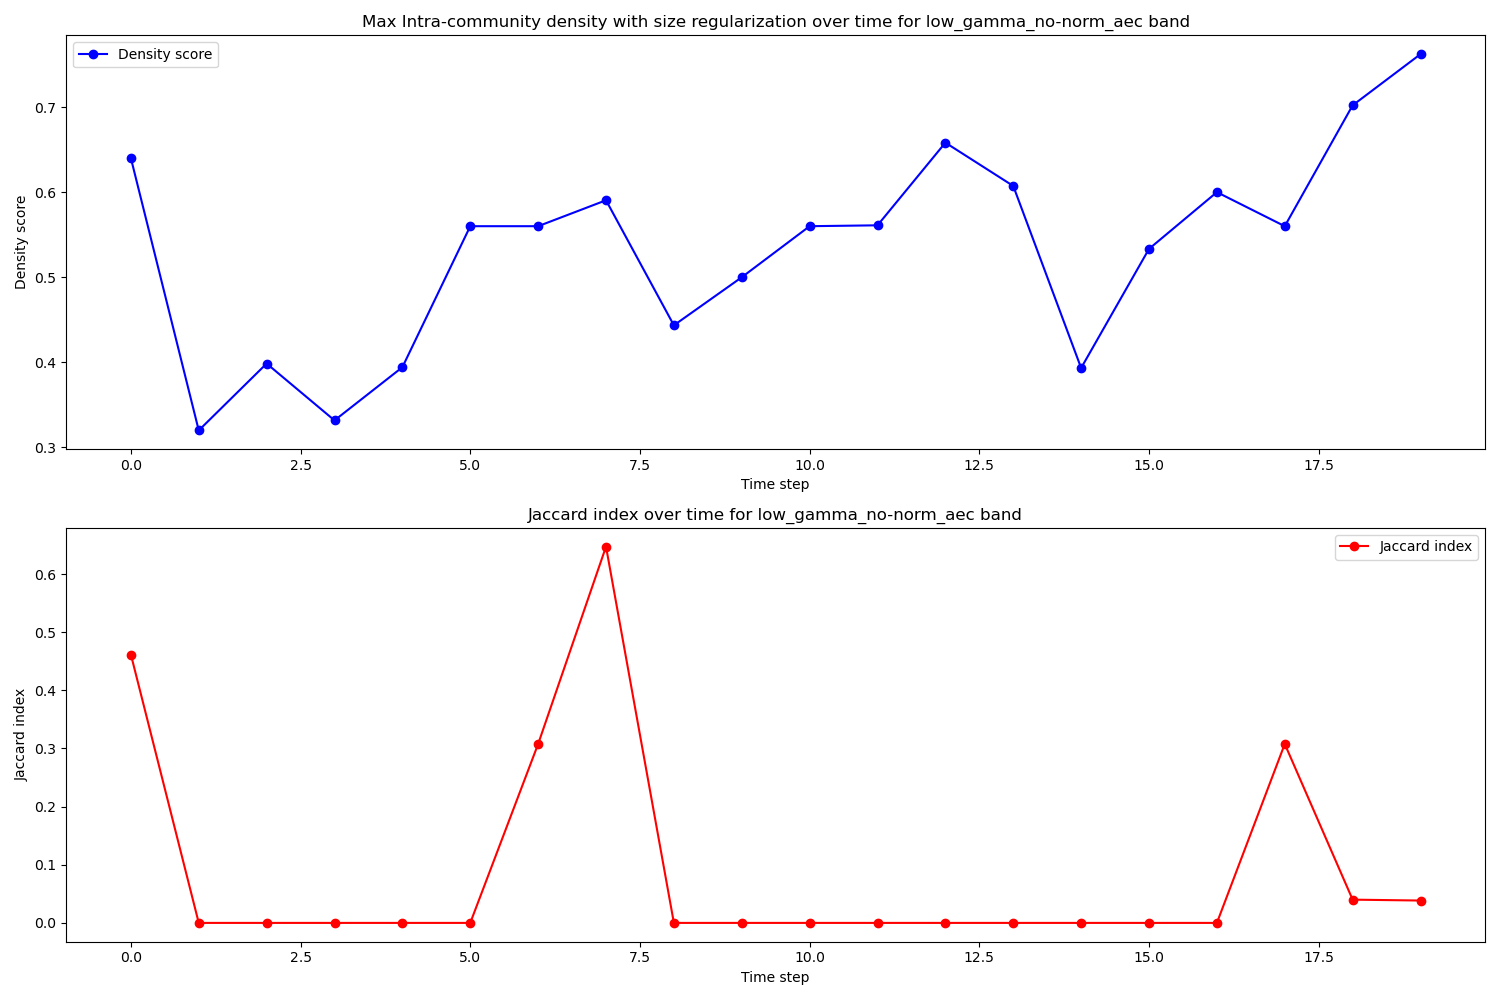 Max Intra-community density with size regularization over time for low_gamma_no-norm_aec band
Density score
0.7
0.6
0.5
0.4
0.3
Density score
0.0 2.5 5.0 7.5 10.0 12.5 15.0 17.5
Time step
Jaccard index over time for low_gamma_no-norm_aec band
Jaccard index
0.6
0.5
0.4
0.3
0.2
0.1
0.0
Jaccard index
0.0 2.5 5.0 7.5 10.0 12.5 15.0 17.5
Time step